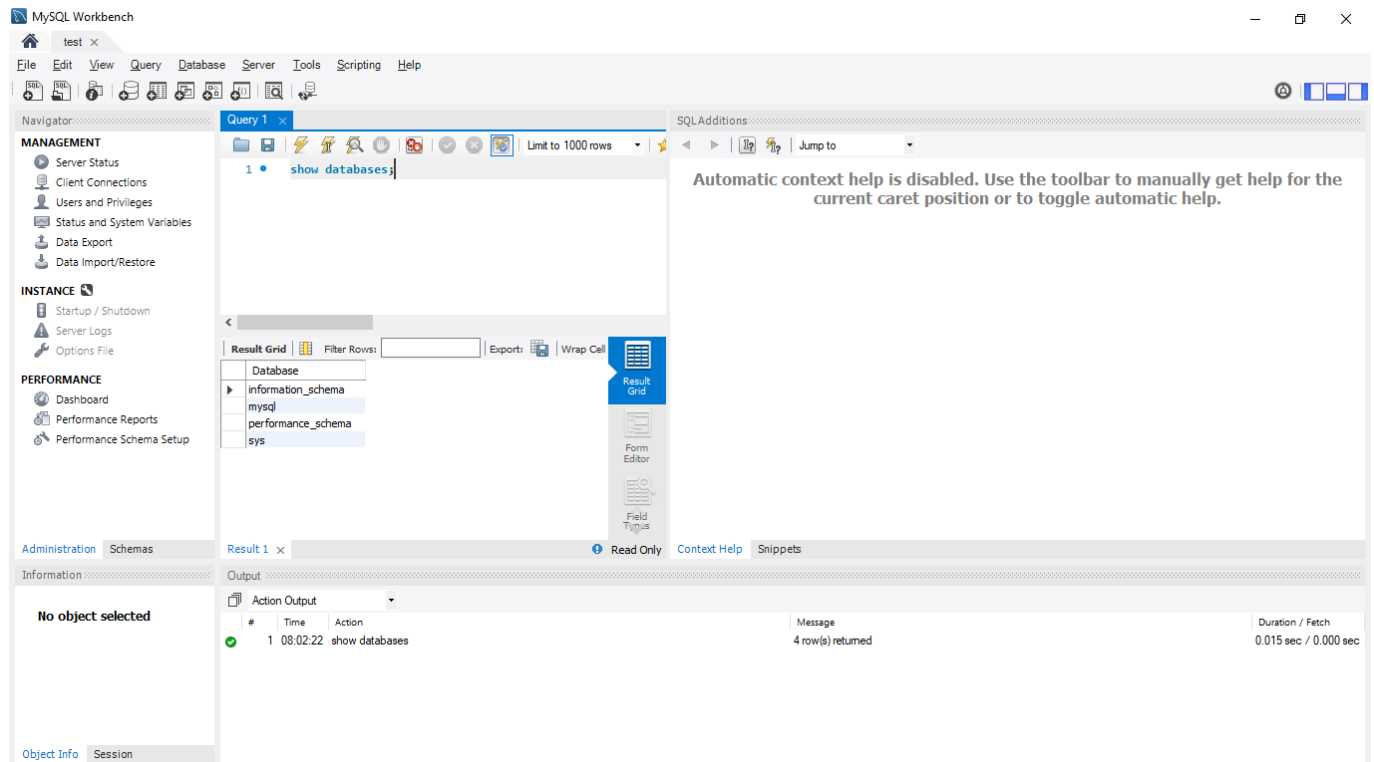 MySQL Workbench
test
File Edit View Query Database Server Tools Scripting Help
Navigator
MANAGEMENT
Server Status
Client Connections
Users and Privileges
Status and System Variables
Data Export
Data Import/Restore
INSTANCE
Startup / Shutdown
Server Logs
Options File
PERFORMANCE
Dashboard
Performance Reports
Performance Schema Setup
Administration Schemas
Query 1
Limit to 1000 rows
1 show databases;
Result Grid Filter Rows: Export: Wrap Cell
Database
information_schema
mysql
performance_schema
sys
Result
Grid
Form
Editor
Field
Types
Result 1 Read Only
SQLAdditions
Jump to
Automatic context help is disabled. Use the toolbar to manually get help for the
current caret position or to toggle automatic help.
Context Help Snippets
Information
No object selected
Object Info Session
Output
Action Output
# Time Action Message Duration / Fetch
1 08:02:22 show databases 4 row(s) returned 0.015 sec / 0.000 sec